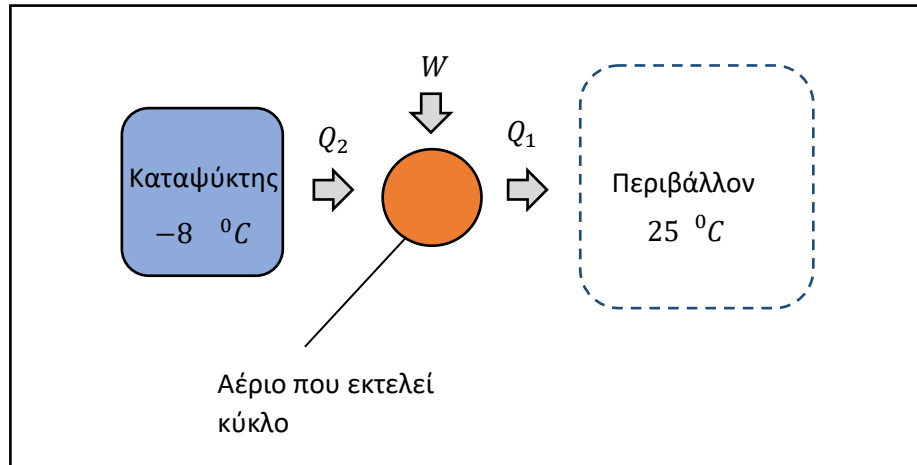 W
Q₂
Q₁
Καταψύκτης
−8 ⁰C
Περιβάλλον
25 ⁰C
Αέριο που εκτελεί
κύκλο